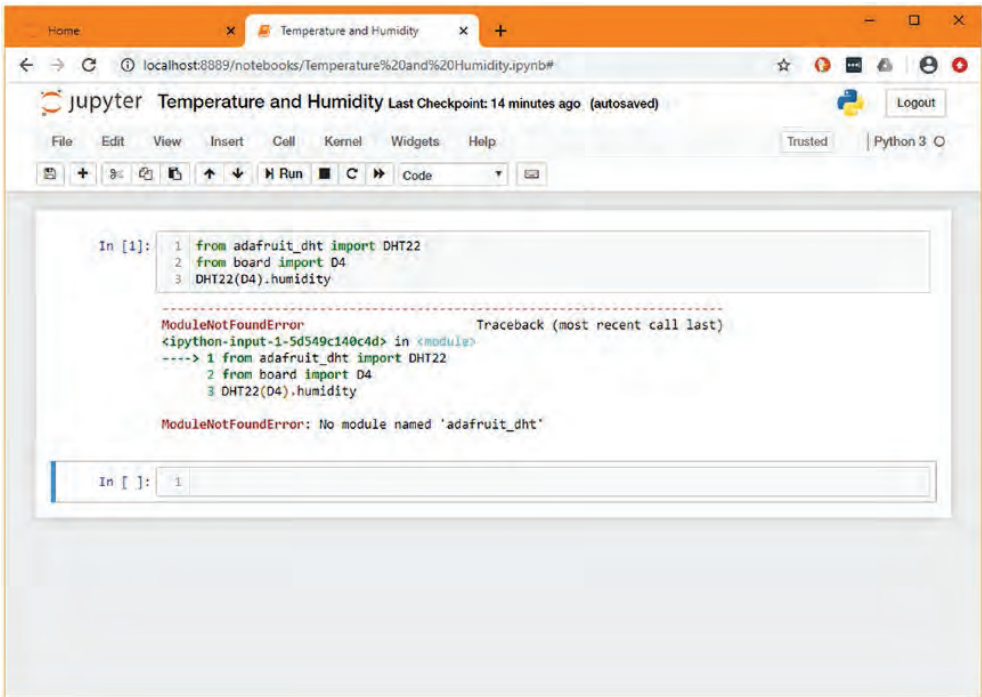 Home
Temperature and Humidity
localhost:8889/notebooks/Temperature%20and%20Humidity.ipynb#
jupyter Temperature and Humidity Last Checkpoint: 14 minutes ago (autosaved)
Logout
File Edit View Insert Cell Kernel Widgets Help
Trusted Python 3
Run Code
In [1]: 1 from adafruit_dht import DHT22
2 from board import D4
3 DHT22(D4).humidity
---------------------------------------------------------------------------
ModuleNotFoundError Traceback (most recent call last)
<ipython-input-1-5d549c140c4d> in <module>
----> 1 from adafruit_dht import DHT22
2 from board import D4
3 DHT22(D4).humidity
ModuleNotFoundError: No module named 'adafruit_dht'
In [ ]: 1